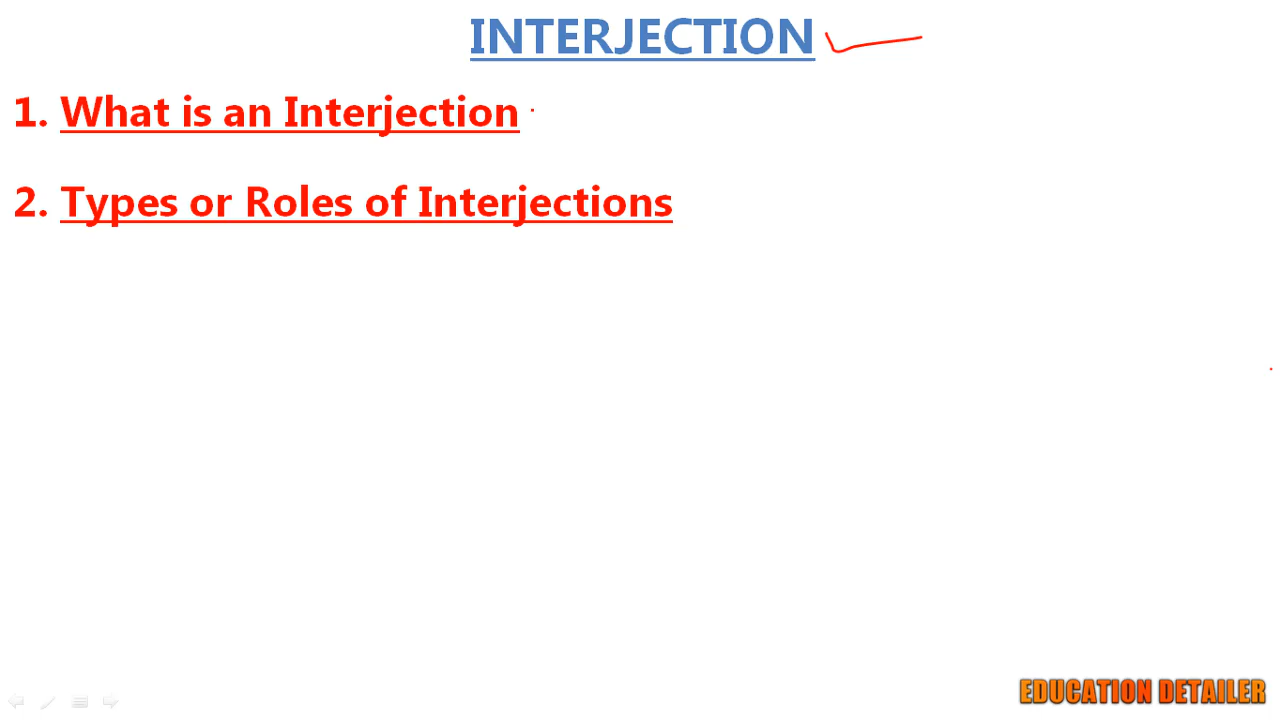 INTERJECTION
1. What is an Interjection
2. Types or Roles of Interjections
EDUCATION DETAILER